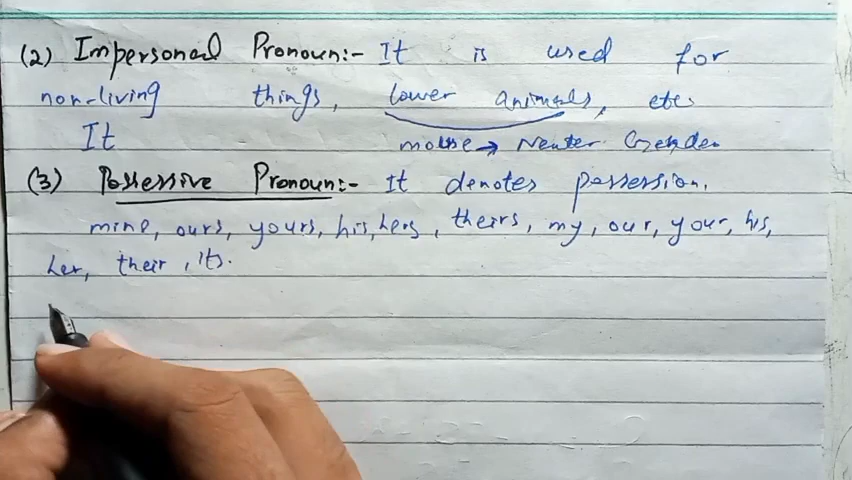 (2) Impersonal Pronoun:- It is used for
non-living things, lower animals, etc.
It mouse → Neuter Gender
(3) Possessive Pronoun:- It denotes possession.
mine, ours, yours, his, hers, theirs, my, our, your, his,
her, their, its.